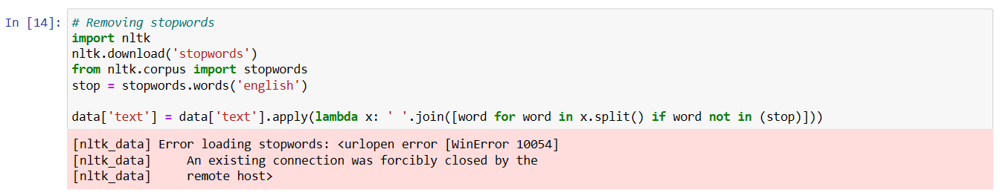 In [14]: # Removing stopwords
import nltk
nltk.download('stopwords')
from nltk.corpus import stopwords
stop = stopwords.words('english')
data['text'] = data['text'].apply(lambda x: ' '.join([word for word in x.split() if word not in (stop)]))
[nltk_data] Error loading stopwords: <urlopen error [WinError 10054]
[nltk_data]     An existing connection was forcibly closed by the
[nltk_data]     remote host>